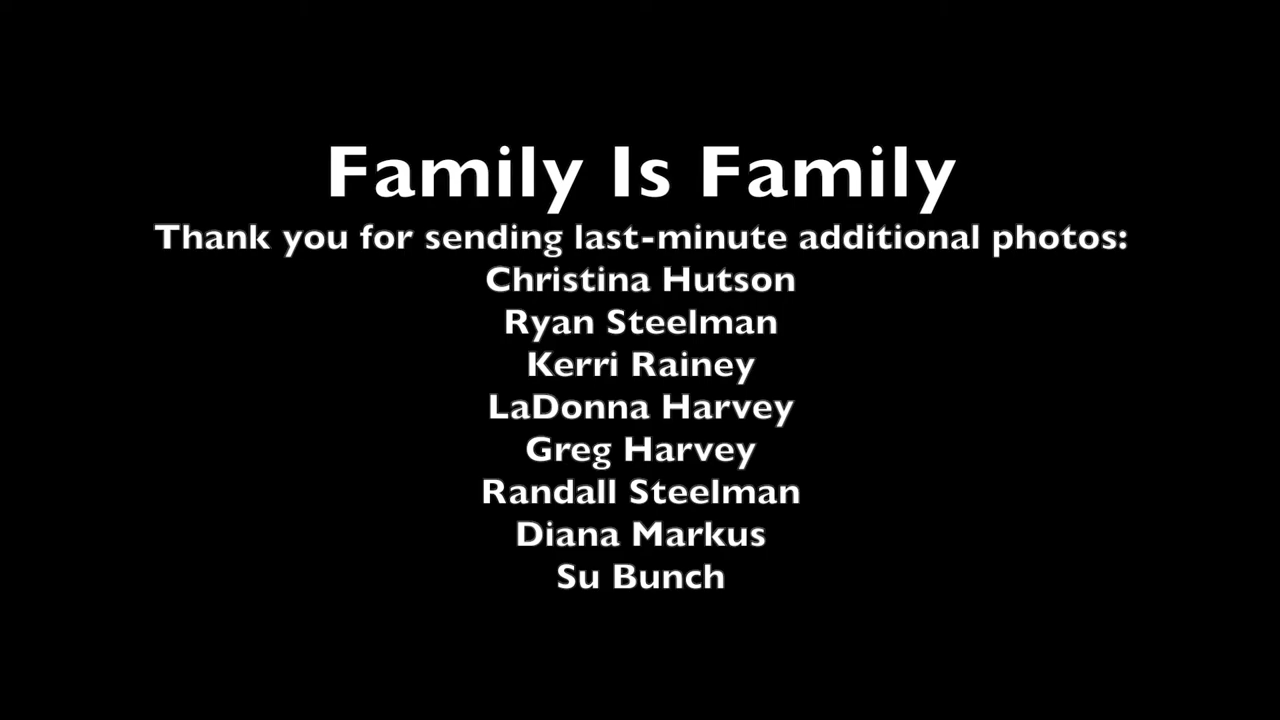 Family Is Family
Thank you for sending last-minute additional photos:
Christina Hutson
Ryan Steelman
Kerri Rainey
LaDonna Harvey
Greg Harvey
Randall Steelman
Diana Markus
Su Bunch